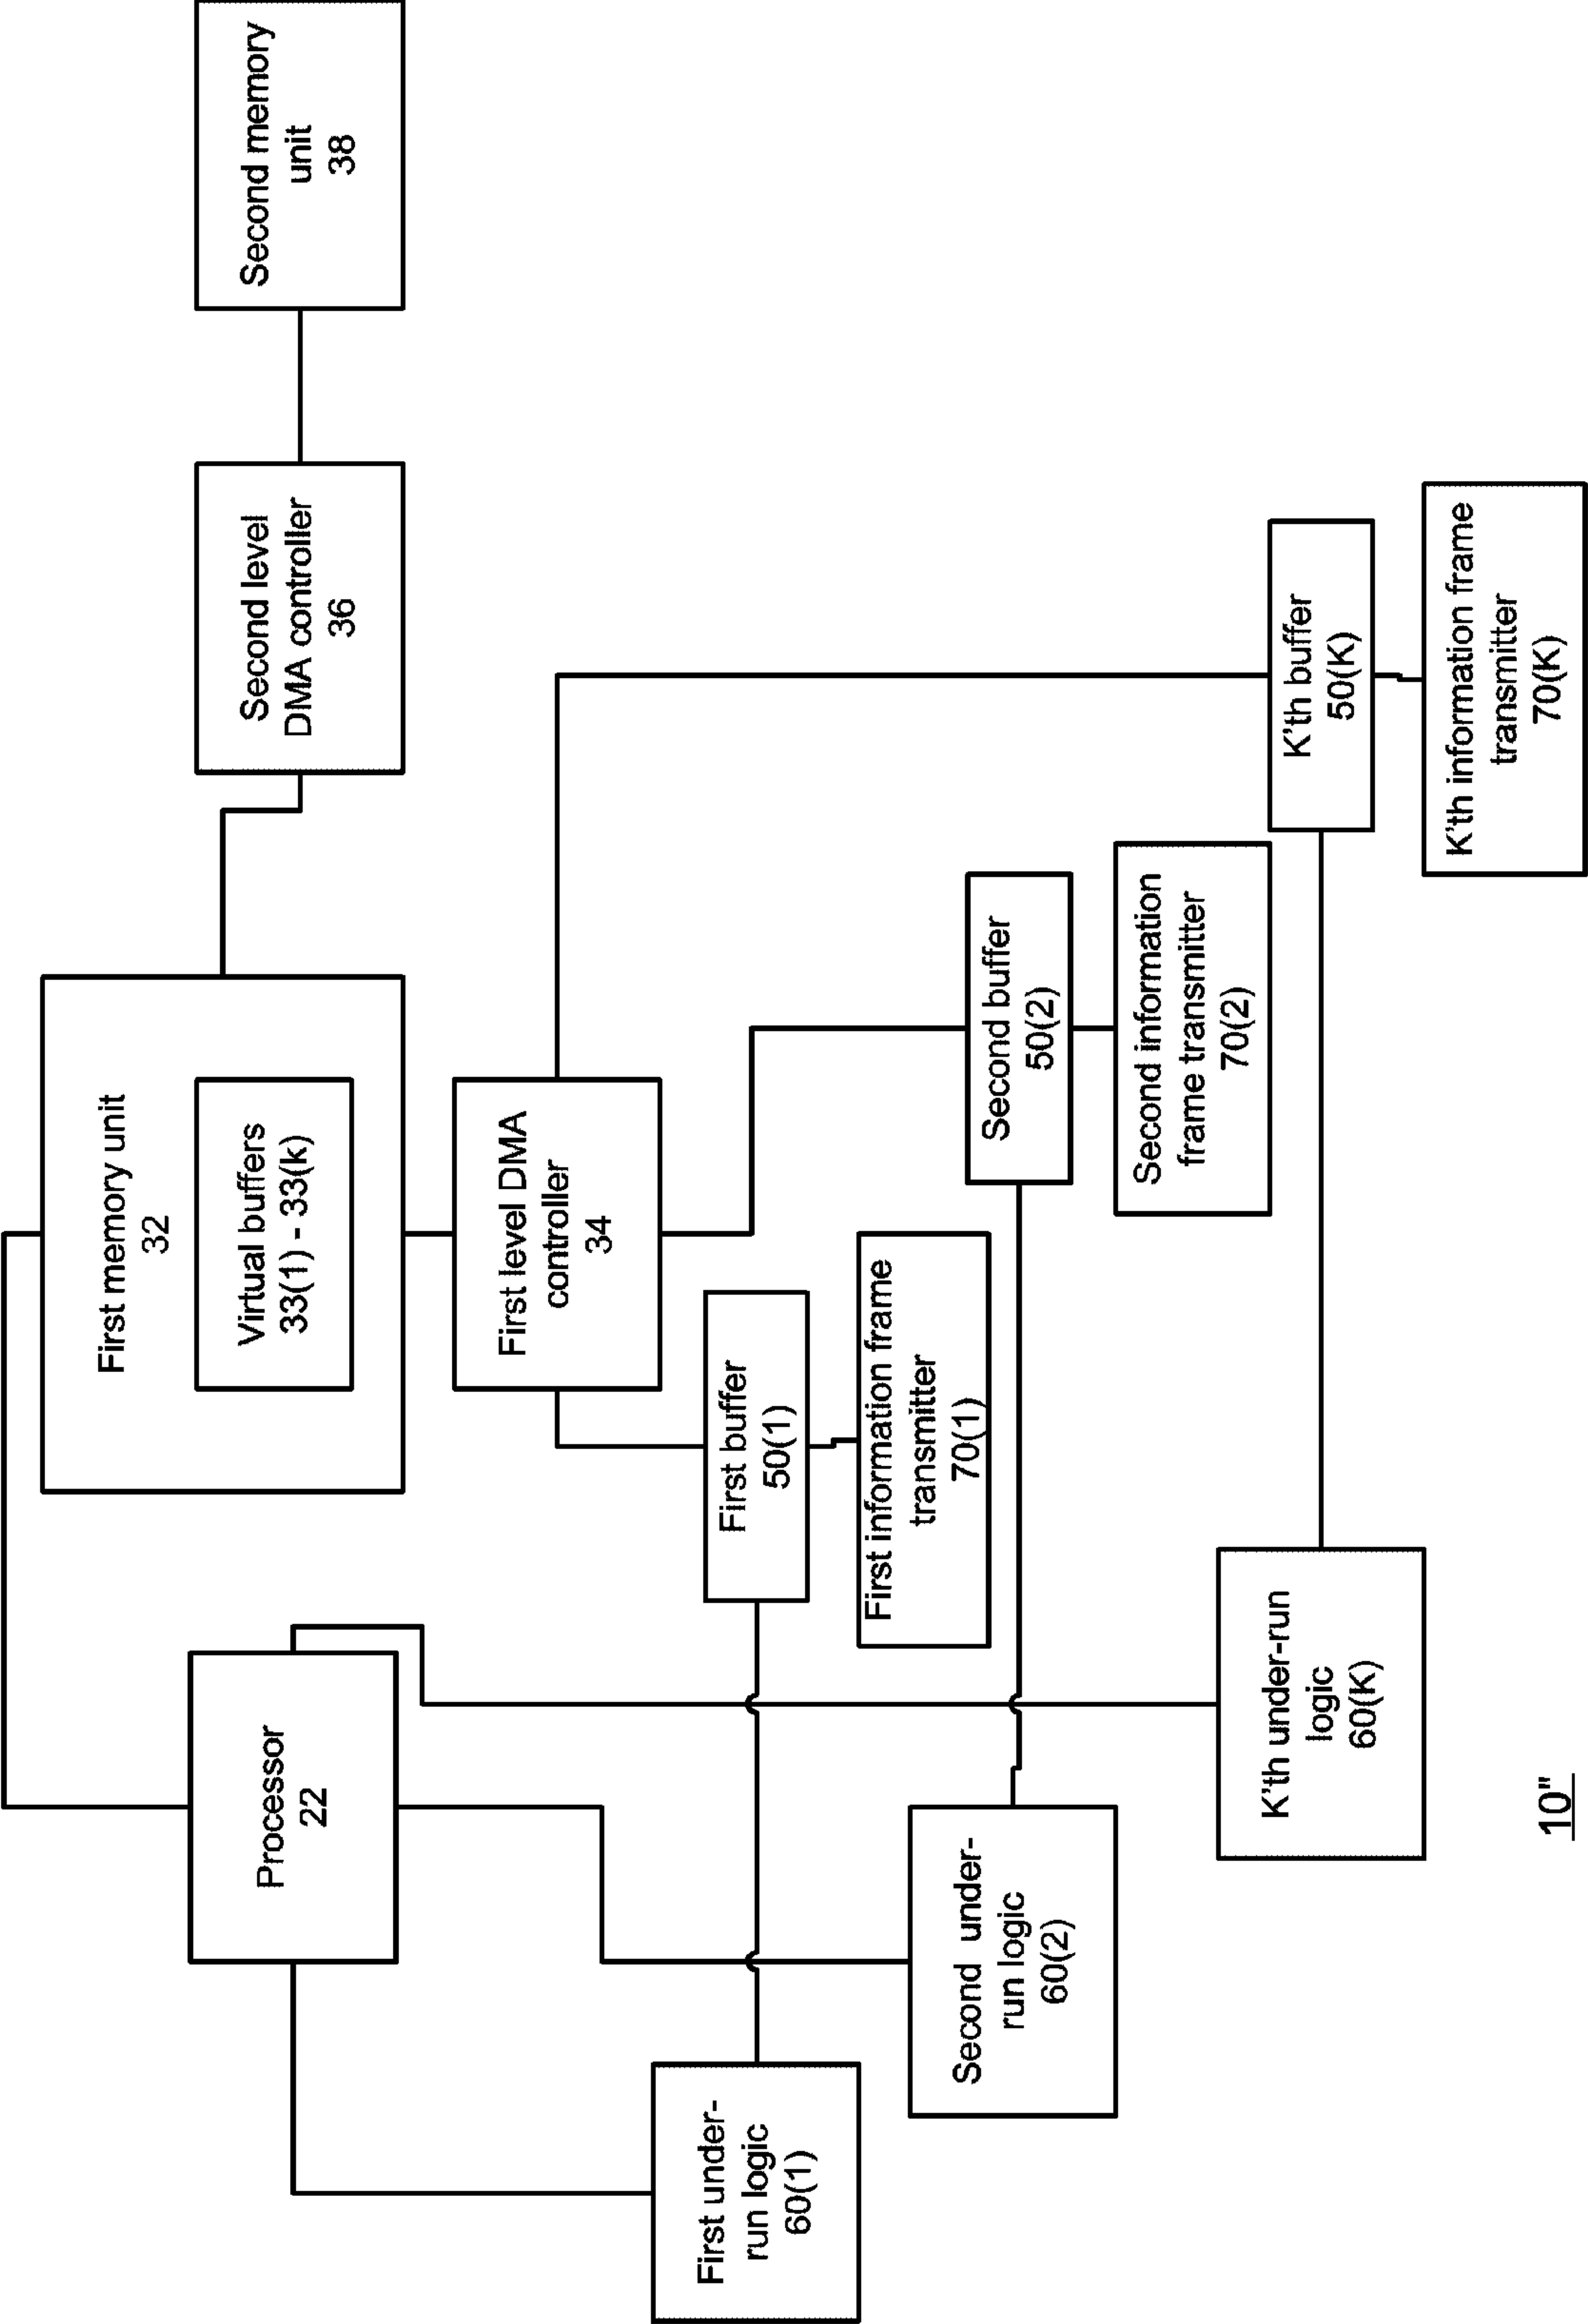 First memory unit
32
Virtual buffers
33(1) - 33(k)
Second level
DMA controller
36
Second memory
unit
38
Processor
22
First level DMA
controller
34
First under-
run logic
60(1)
First buffer
50(1)
First information frame
transmitter
70(1)
Second under-
run logic
60(2)
Second buffer
50(2)
Second information
frame transmitter
70(2)
K'th under-run
logic
60(K)
K'th buffer
50(K)
K'th information frame
transmitter
70(K)
10"